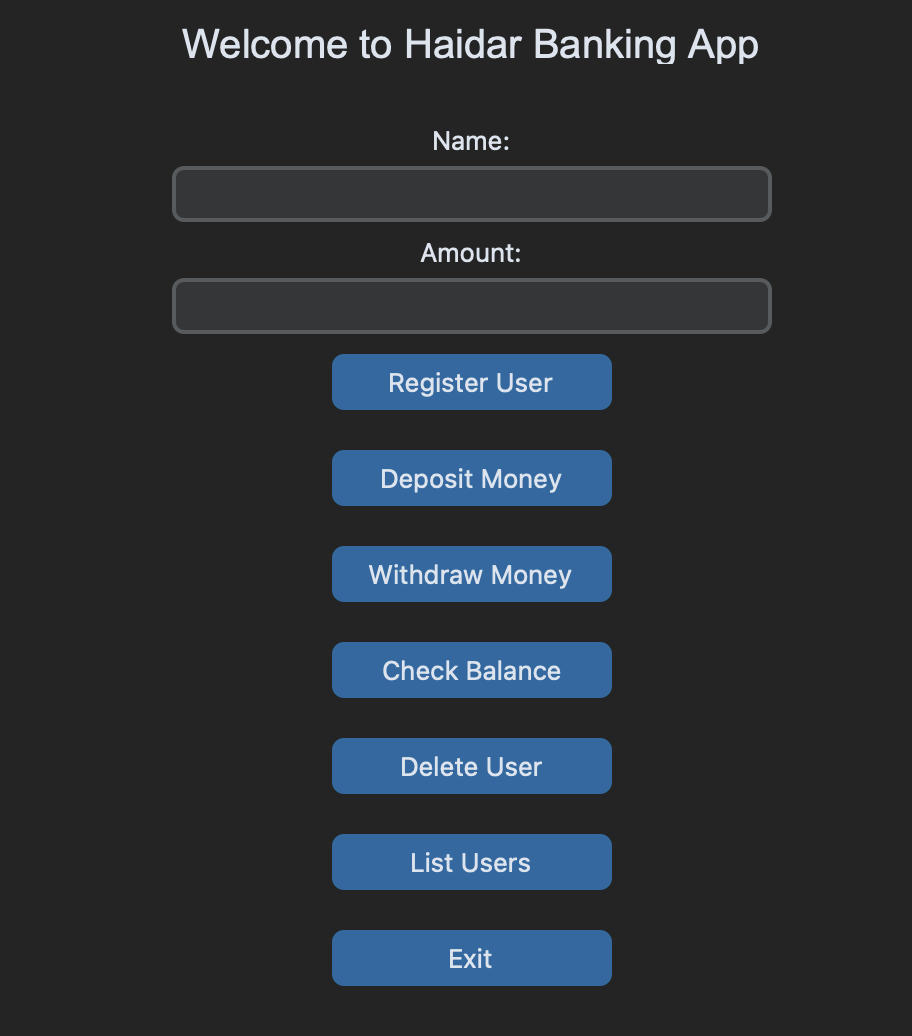 Welcome to Haidar Banking App
Name:
Amount:
Register User
Deposit Money
Withdraw Money
Check Balance
Delete User
List Users
Exit